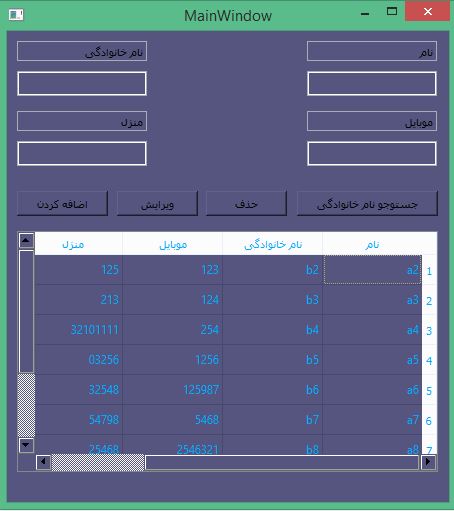 MainWindow
نام نام خانوادگی
موبایل منزل
جستوجو نام خانوادگی حذف ویرایش اضافه کردن
نام نام خانوادگی موبایل منزل
1 a2 b2 123 125
2 a3 b3 124 213
3 a4 b4 254 32101111
4 a5 b5 1256 03256
5 a6 b6 125987 32548
6 a7 b7 5468 54798
7 a8 b8 2546321 25468